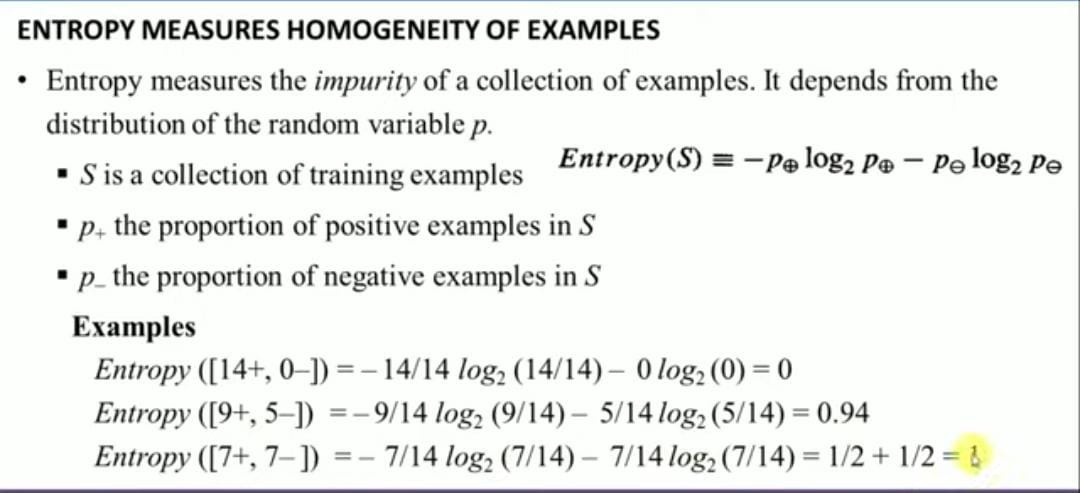 ENTROPY MEASURES HOMOGENEITY OF EXAMPLES
• Entropy measures the impurity of a collection of examples. It depends from the
distribution of the random variable p.
Entropy(S) ≡ −p⊕ log₂ p⊕ − p⊖ log₂ p⊖
▪ S is a collection of training examples
▪ p₊ the proportion of positive examples in S
▪ p₋ the proportion of negative examples in S
Examples
Entropy ([14+, 0–]) = – 14/14 log₂ (14/14) – 0 log₂ (0) = 0
Entropy ([9+, 5–]) = – 9/14 log₂ (9/14) – 5/14 log₂ (5/14) = 0.94
Entropy ([7+, 7– ]) = – 7/14 log₂ (7/14) – 7/14 log₂ (7/14) = 1/2 + 1/2 = 1